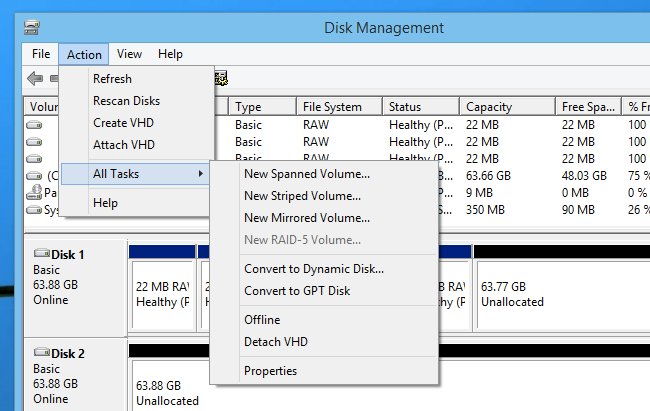 Disk Management
File Action View Help
Refresh
Rescan Disks
Create VHD
Attach VHD
All Tasks
Help
New Spanned Volume...
New Striped Volume...
New Mirrored Volume...
New RAID-5 Volume...
Convert to Dynamic Disk...
Convert to GPT Disk
Offline
Detach VHD
Properties
Volu Type File System Status Capacity Free Spa... % F
Basic RAW Healthy (P... 22 MB 22 MB 100
Basic RAW Healthy (P... 22 MB 22 MB 100
Basic RAW Healthy (P... 22 MB 22 MB 100
(C 63.66 GB 48.03 GB 75 %
Pa 9 MB 0 MB 0 %
Sys 350 MB 90 MB 26 %
Disk 1
Basic
63.88 GB
Online
22 MB RAW
Healthy (P
22 M
Heal
RAW
y (P
63.77 GB
Unallocated
Disk 2
Basic
63.88 GB
Online
63.88 GB
Unallocated